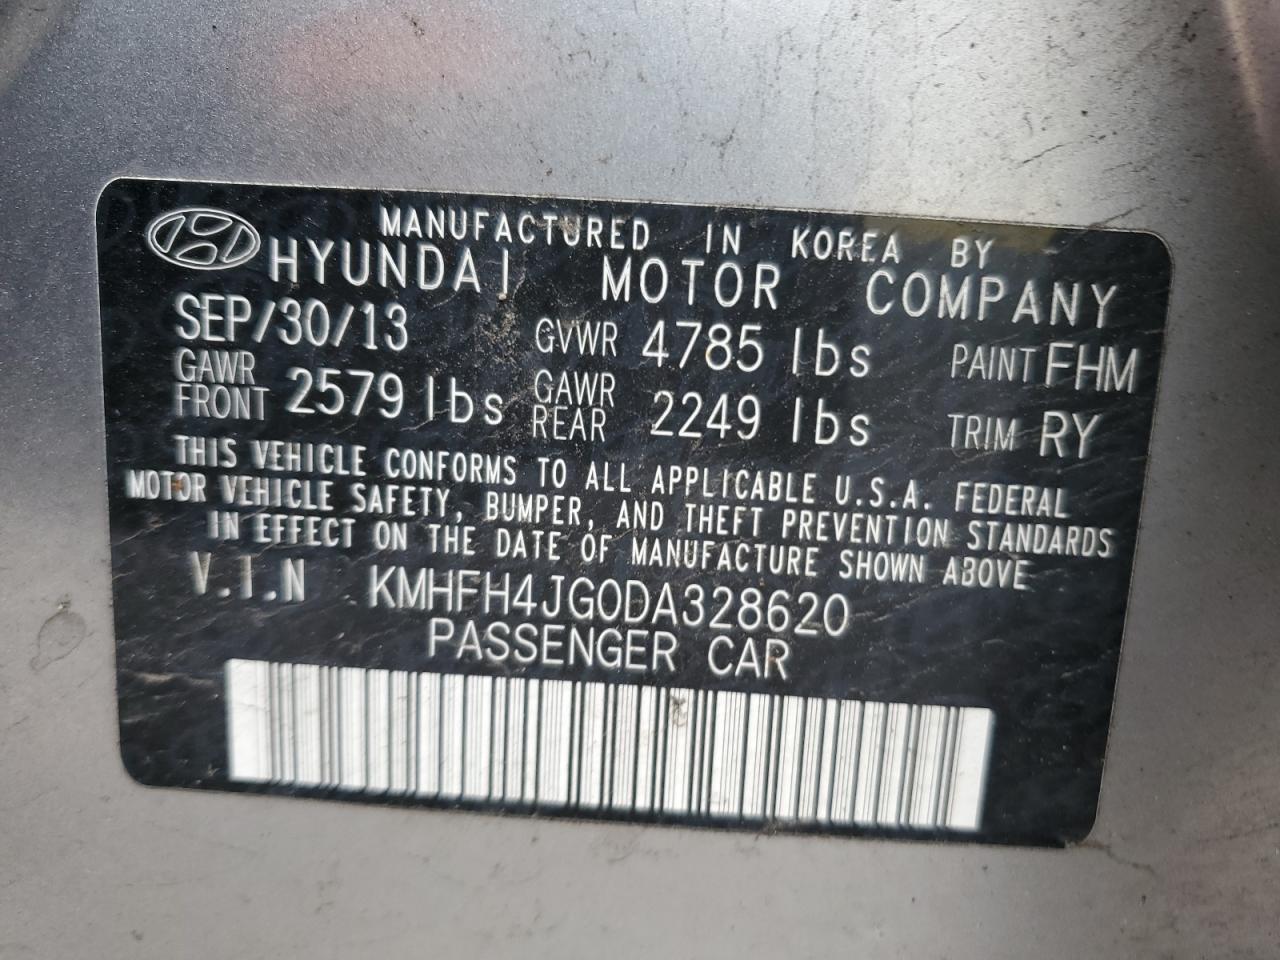 MANUFACTURED IN KOREA BY
HYUNDAI MOTOR COMPANY
SEP/30/13 GVWR 4785 lbs PAINT FHM
GAWR FRONT 2579 lbs GAWR REAR 2249 lbs TRIM RY
THIS VEHICLE CONFORMS TO ALL APPLICABLE U.S.A. FEDERAL
MOTOR VEHICLE SAFETY, BUMPER, AND THEFT PREVENTION STANDARDS
IN EFFECT ON THE DATE OF MANUFACTURE SHOWN ABOVE
V.I.N KMHFH4JG0DA328620
PASSENGER CAR